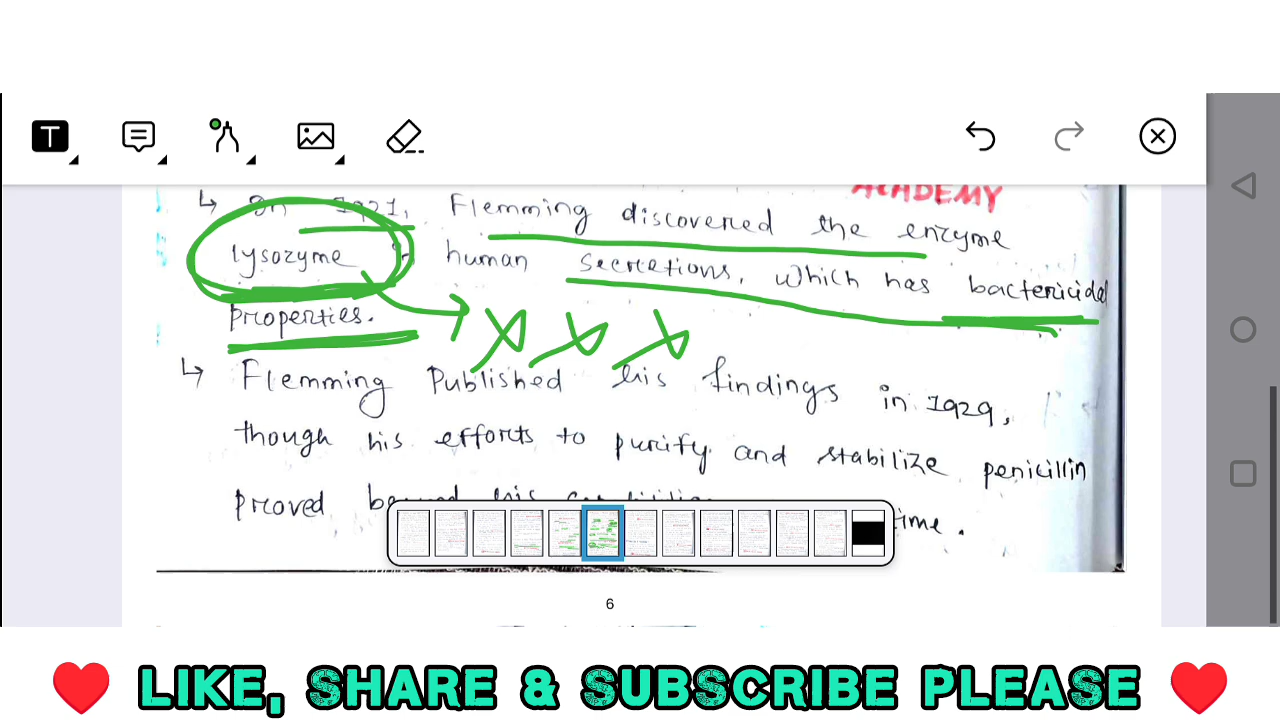 T
ACADEMY
↳ In 1921, Flemming discovered the enzyme
lysozyme human secretions, which has bactericidal
properties.
↳ Flemming Published his findings in 1929,
though his efforts to purify and stabilize penicillin
proved time.
6
LIKE, SHARE & SUBSCRIBE PLEASE